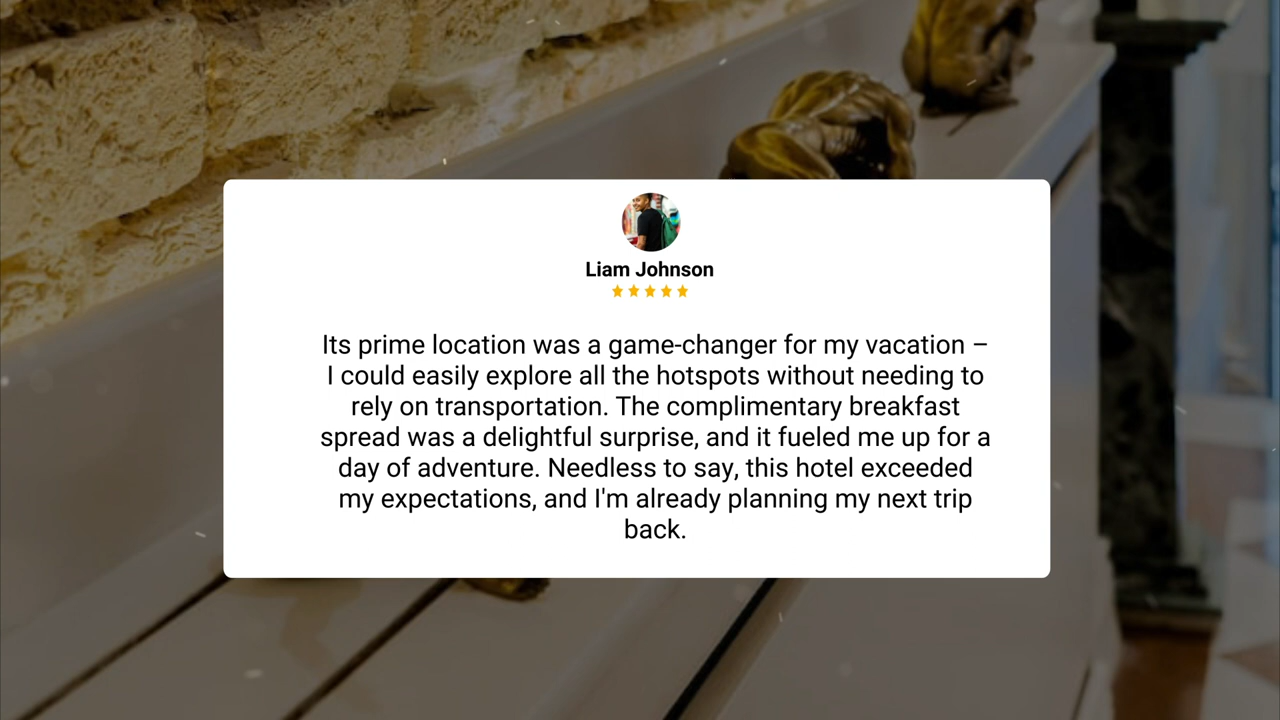 Liam Johnson
Its prime location was a game-changer for my vacation –
I could easily explore all the hotspots without needing to
rely on transportation. The complimentary breakfast
spread was a delightful surprise, and it fueled me up for a
day of adventure. Needless to say, this hotel exceeded
my expectations, and I'm already planning my next trip
back.